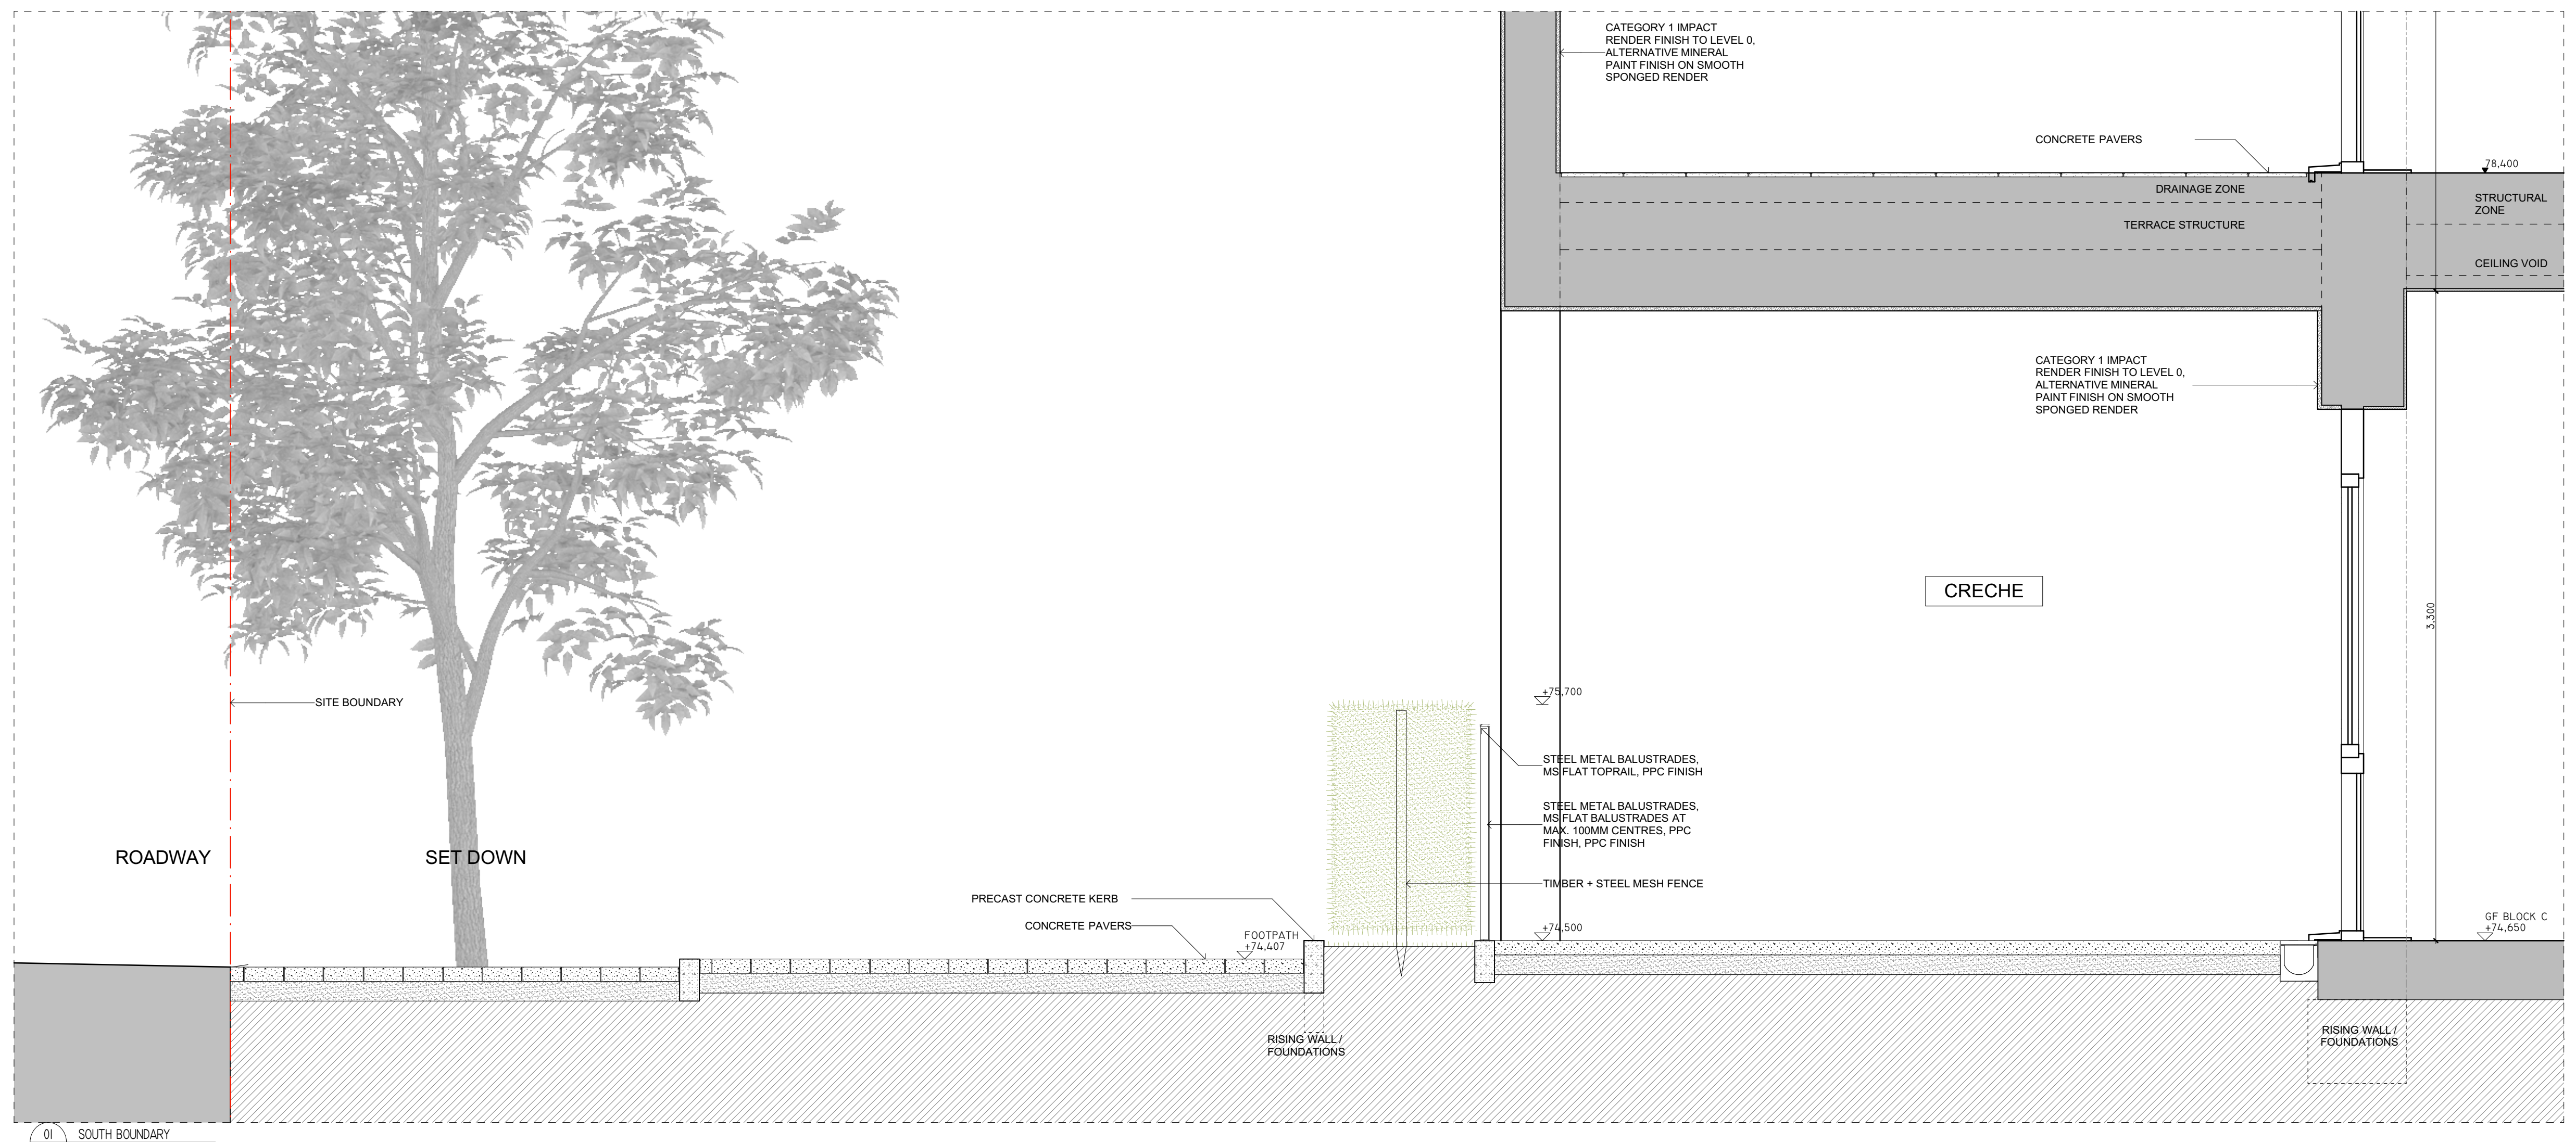 CATEGORY 1 IMPACT
RENDER FINISH TO LEVEL 0,
ALTERNATIVE MINERAL
PAINT FINISH ON SMOOTH
SPONGED RENDER
CONCRETE PAVERS
78,400
DRAINAGE ZONE
STRUCTURAL
ZONE
TERRACE STRUCTURE
CEILING VOID
CATEGORY 1 IMPACT
RENDER FINISH TO LEVEL 0,
ALTERNATIVE MINERAL
PAINT FINISH ON SMOOTH
SPONGED RENDER
CRECHE
3,300
SITE BOUNDARY
+75,700
STEEL METAL BALUSTRADES,
MS FLAT TOPRAIL, PPC FINISH
STEEL METAL BALUSTRADES,
MS FLAT BALUSTRADES AT
MAX. 100MM CENTRES, PPC
FINISH, PPC FINISH
ROADWAY
SET DOWN
TIMBER + STEEL MESH FENCE
PRECAST CONCRETE KERB
CONCRETE PAVERS
FOOTPATH
+74,407
+74,500
GF BLOCK C
+74,650
RISING WALL /
FOUNDATIONS
RISING WALL /
FOUNDATIONS
01 SOUTH BOUNDARY